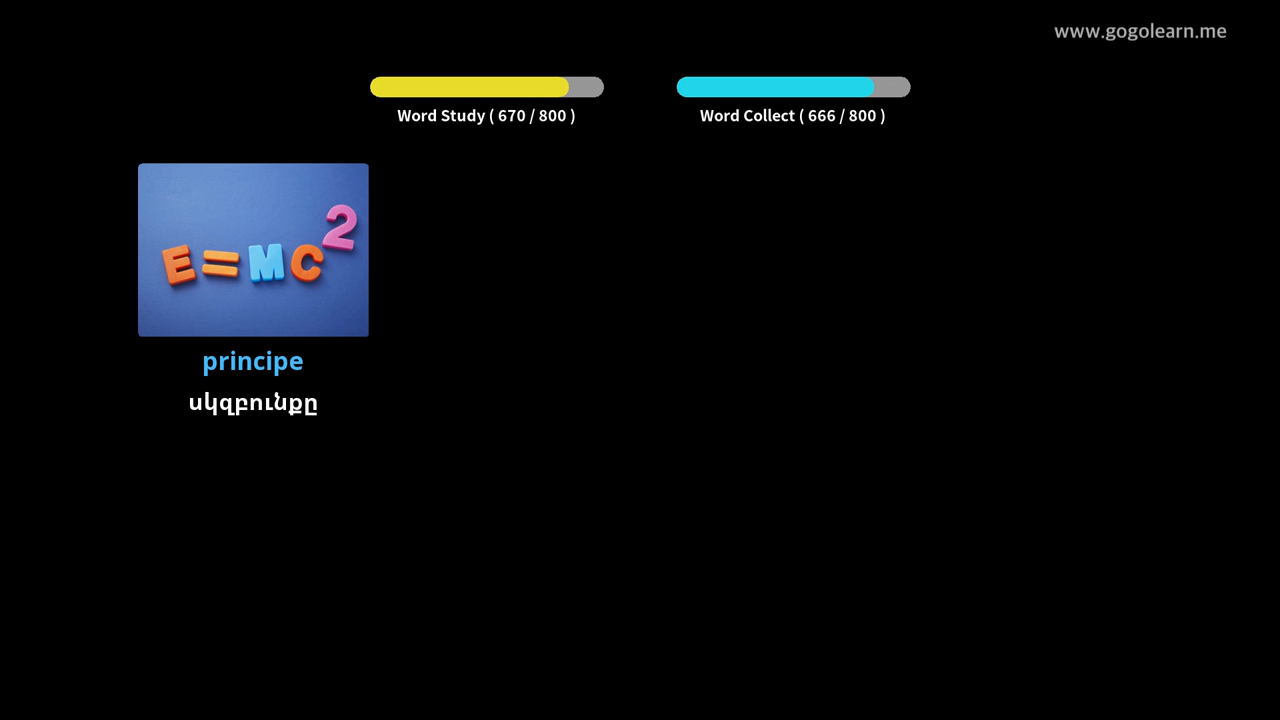 www.gogolearn.me
Word Study ( 670 / 800 )
Word Collect ( 666 / 800 )
E=MC²
principe
սկզբունքը